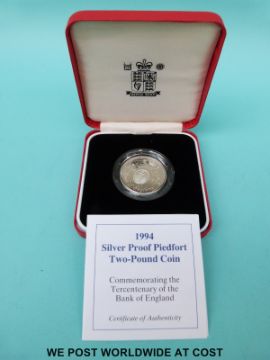 1994
Silver Proof Piedfort
Two-Pound Coin
Commemorating the
Tercentenary of the
Bank of England
Certificate of Authenticity
WE POST WORLDWIDE AT COST